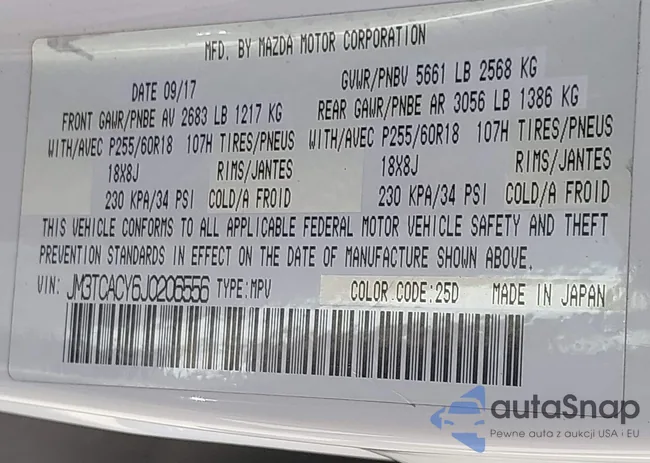 MFD. BY MAZDA MOTOR CORPORATION
DATE 09/17 GVWR/PNBV 5661 LB 2568 KG
FRONT GAWR/PNBE AV 2683 LB 1217 KG REAR GAWR/PNBE AR 3056 LB 1386 KG
WITH/AVEC P255/60R18 107H TIRES/PNEUS WITH/AVEC P255/60R18 107H TIRES/PNEUS
18X8J RIMS/JANTES 18X8J RIMS/JANTES
230 KPA/34 PSI COLD/A FROID 230 KPA/34 PSI COLD/A FROID
THIS VEHICLE CONFORMS TO ALL APPLICABLE FEDERAL MOTOR VEHICLE SAFETY AND THEFT
PREVENTION STANDARDS IN EFFECT ON THE DATE OF MANUFACTURE SHOWN ABOVE.
VIN: JM3TCACY6J0206556 TYPE:MPV COLOR CODE:25D MADE IN JAPAN
autaSnap
Pewne auta z aukcji USA i EU